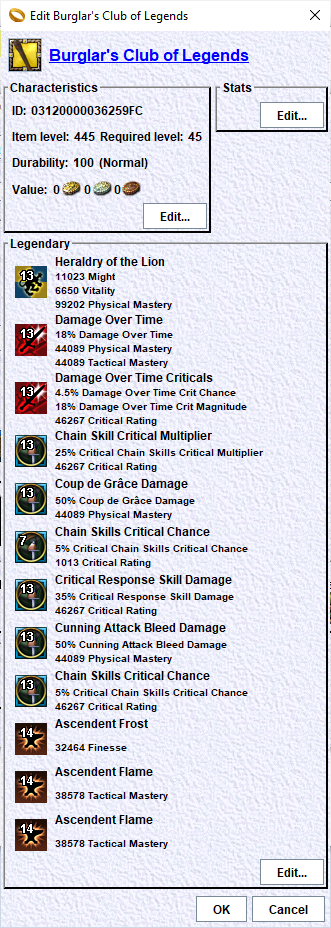 Edit Burglar's Club of Legends
Burglar's Club of Legends
Characteristics
ID: 03120000036259FC
Item level: 445 Required level: 45
Durability: 100 (Normal)
Value: 0 0 0
Edit...
Stats
Edit...
Legendary
13
Heraldry of the Lion
11023 Might
6650 Vitality
99202 Physical Mastery
13
Damage Over Time
18% Damage Over Time
44089 Physical Mastery
44089 Tactical Mastery
13
Damage Over Time Criticals
4.5% Damage Over Time Crit Chance
18% Damage Over Time Crit Magnitude
46267 Critical Rating
13
Chain Skill Critical Multiplier
25% Critical Chain Skills Critical Multiplier
46267 Critical Rating
13
Coup de Grâce Damage
50% Coup de Grâce Damage
44089 Physical Mastery
7
Chain Skills Critical Chance
5% Critical Chain Skills Critical Chance
1013 Critical Rating
13
Critical Response Skill Damage
35% Critical Response Skill Damage
46267 Critical Rating
13
Cunning Attack Bleed Damage
50% Cunning Attack Bleed Damage
44089 Physical Mastery
13
Chain Skills Critical Chance
5% Critical Chain Skills Critical Chance
46267 Critical Rating
14
Ascendent Frost
32464 Finesse
14
Ascendent Flame
38578 Tactical Mastery
14
Ascendent Flame
38578 Tactical Mastery
Edit...
OK
Cancel